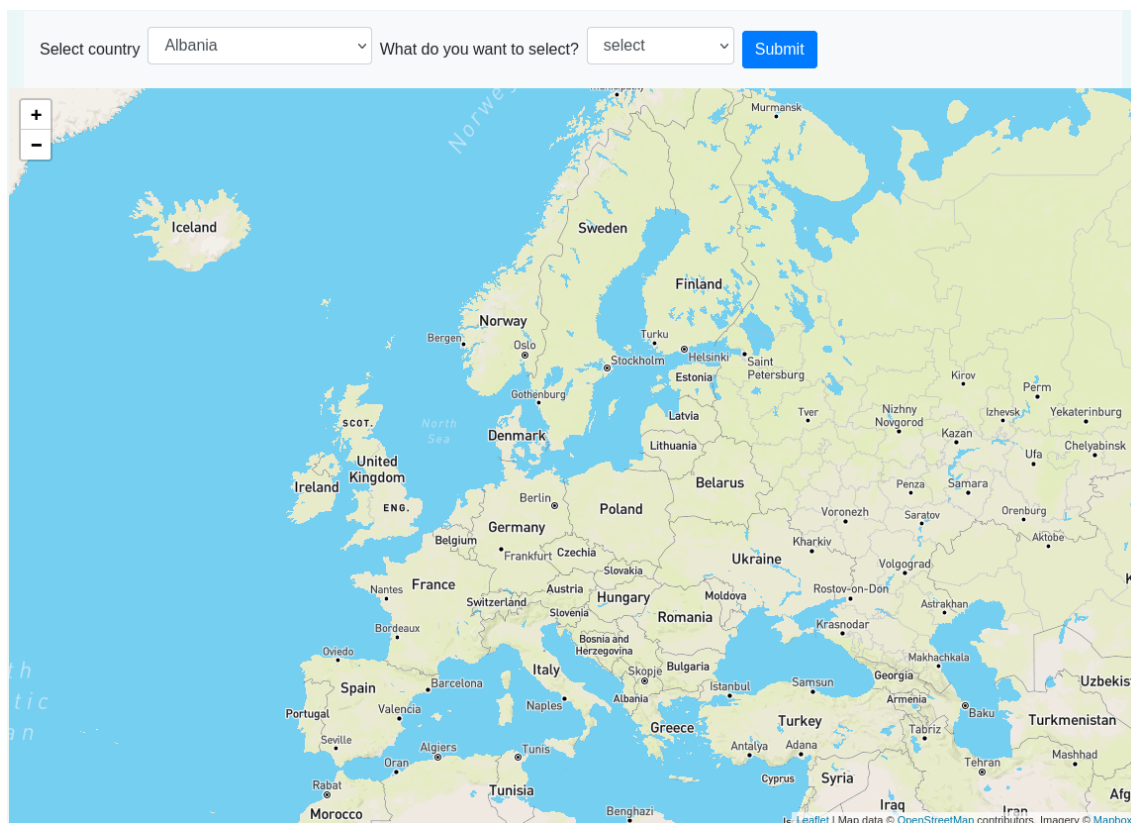 Select country Albania What do you want to select? select Submit
+
−
Murmansk
Iceland
Sweden
Finland
Norway
Turku
Bergen
Oslo
Helsinki
Stockholm
Saint
Petersburg
Estonia
Kirov
Perm
Gothenburg
Latvia
Tver
Nizhny
Novgorod
Izhevsk
Yekaterinburg
SCOT.
North
Sea
Denmark
Kazan
Lithuania
Chelyabinsk
Ufa
United
Kingdom
Ireland
Belarus
Penza
Samara
Berlin
ENG.
Poland
Voronezh
Saratov
Orenburg
Germany
Belgium
Kharkiv
Aktobe
Frankfurt
Czechia
Ukraine
Slovakia
Volgograd
France
Nantes
Austria
Hungary
Moldova
Rostov-on-Don
Switzerland
Slovenia
Romania
Astrakhan
Bordeaux
Krasnodar
Bosnia and
Herzegovina
Oviedo
Italy
Skopje
Bulgaria
Makhachkala
Georgia
Spain
Barcelona
Istanbul
Samsun
Albania
Armenia
Naples
Portugal
Valencia
Baku
Turkmenistan
Greece
Turkey
Tabriz
Seville
Algiers
Tunis
Antalya
Adana
Mashhad
Oran
Tehran
Cyprus
Syria
Rabat
Tunisia
Iraq
Iran
Morocco
Benghazi
Leaflet | Map data © OpenStreetMap contributors, Imagery © Mapbox